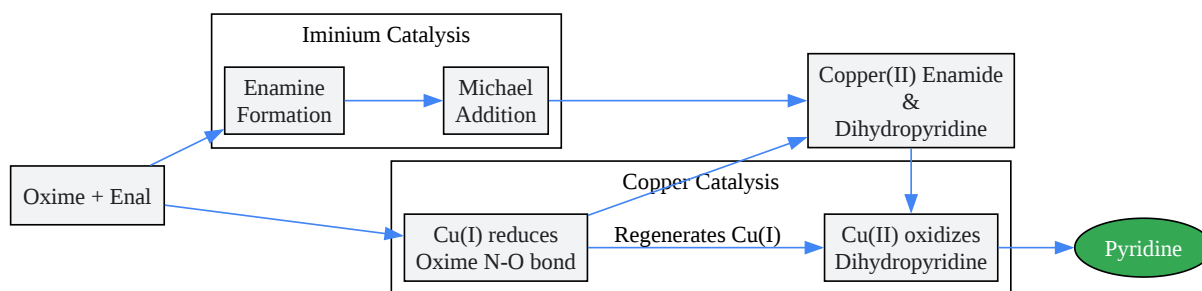 Iminium Catalysis
Enamine
Formation
Michael
Addition
Copper(II) Enamide
&
Dihydropyridine
Oxime + Enal
Copper Catalysis
Cu(I) reduces
Oxime N-O bond
Regenerates Cu(I)
Cu(II) oxidizes
Dihydropyridine
Pyridine